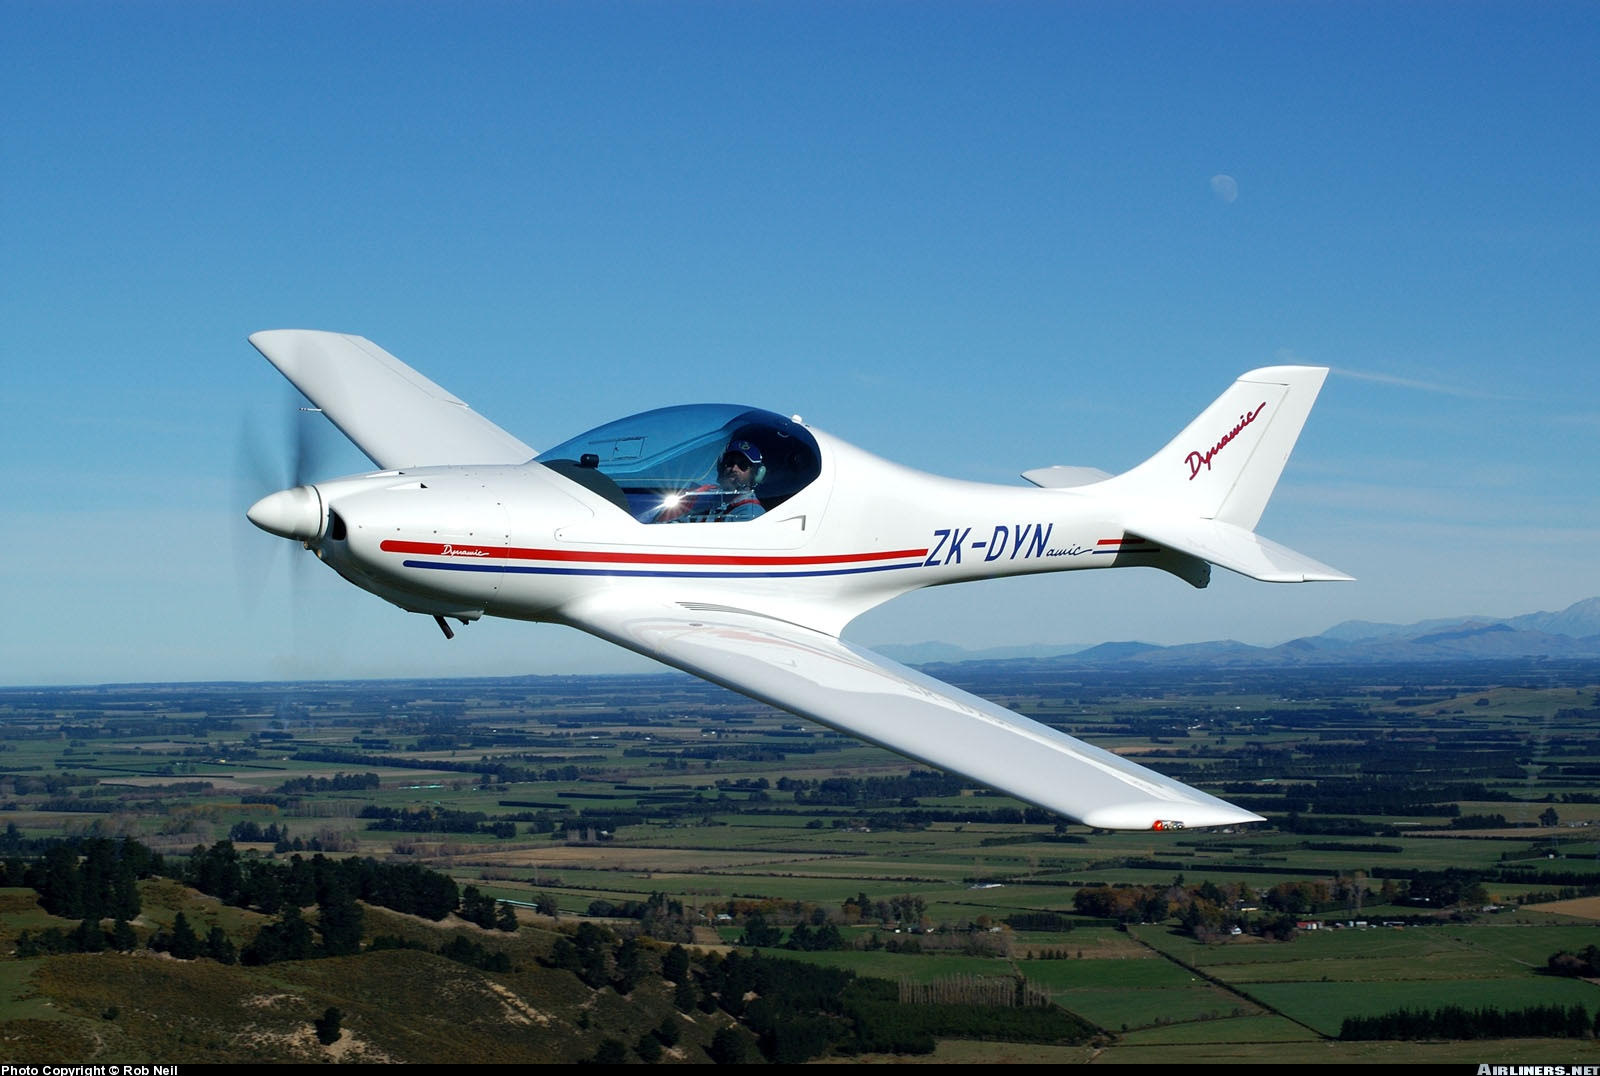 Dynamic
Dynamic
ZK-DYNamic
Photo Copyright © Rob Neil
AIRLINERS.NET